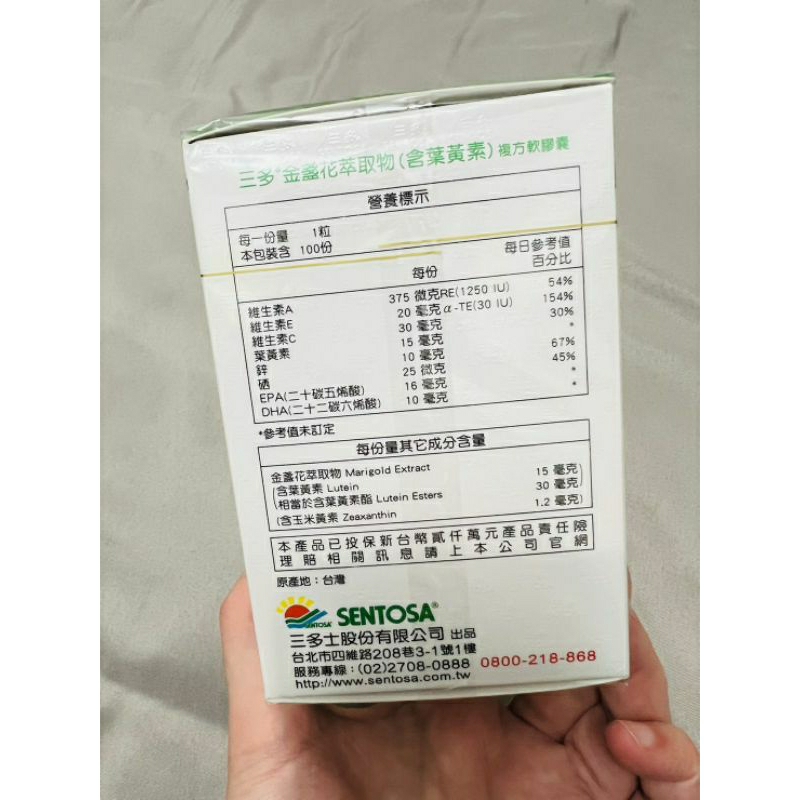 三多®金盞花萃取物(含葉黃素)複方軟膠囊
營養標示
每一份量 1粒
本包裝含 100份
每份 每日參考值百分比
維生素A 375 微克RE(1250 IU) 54%
維生素E 20 毫克α-TE(30 IU) 154%
維生素C 30 毫克 30%
葉黃素 15 毫克 *
鋅 10 毫克 67%
硒 25 微克 45%
EPA(二十碳五烯酸) 16 毫克 *
DHA(二十二碳六烯酸) 10 毫克 *
*參考值未訂定
每份量其它成分含量
金盞花萃取物 Marigold Extract
(含葉黃素 Lutein 15 毫克)
(相當於含葉黃素酯 Lutein Esters 30 毫克
(含玉米黃素 Zeaxanthin 1.2 毫克)
本產品已投保新台幣貳仟萬元產品責任險
理賠相關訊息請上本公司官網
原產地：台灣
SENTOSA SENTOSA®
三多士股份有限公司 出品
台北市四維路208巷3-1號1樓
服務專線：(02)2708-0888 0800-218-868
http://www.sentosa.com.tw